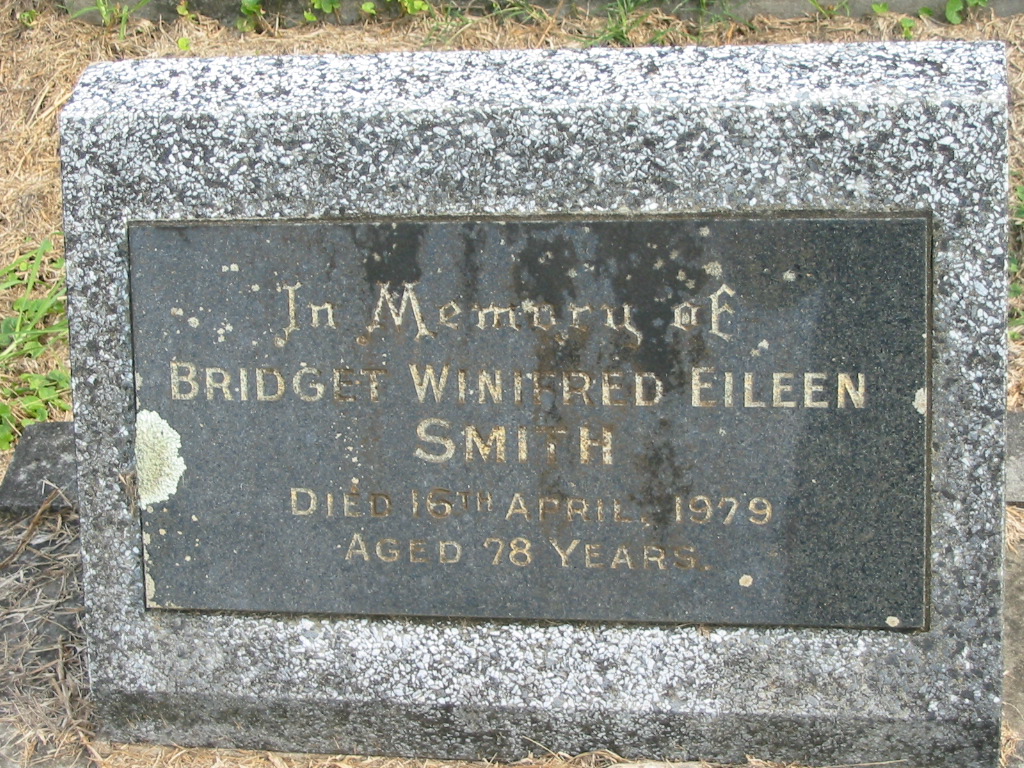 In Memory of
BRIDGET WINIFRED EILEEN
SMITH
DIED 16TH APRIL, 1979
AGED 78 YEARS.